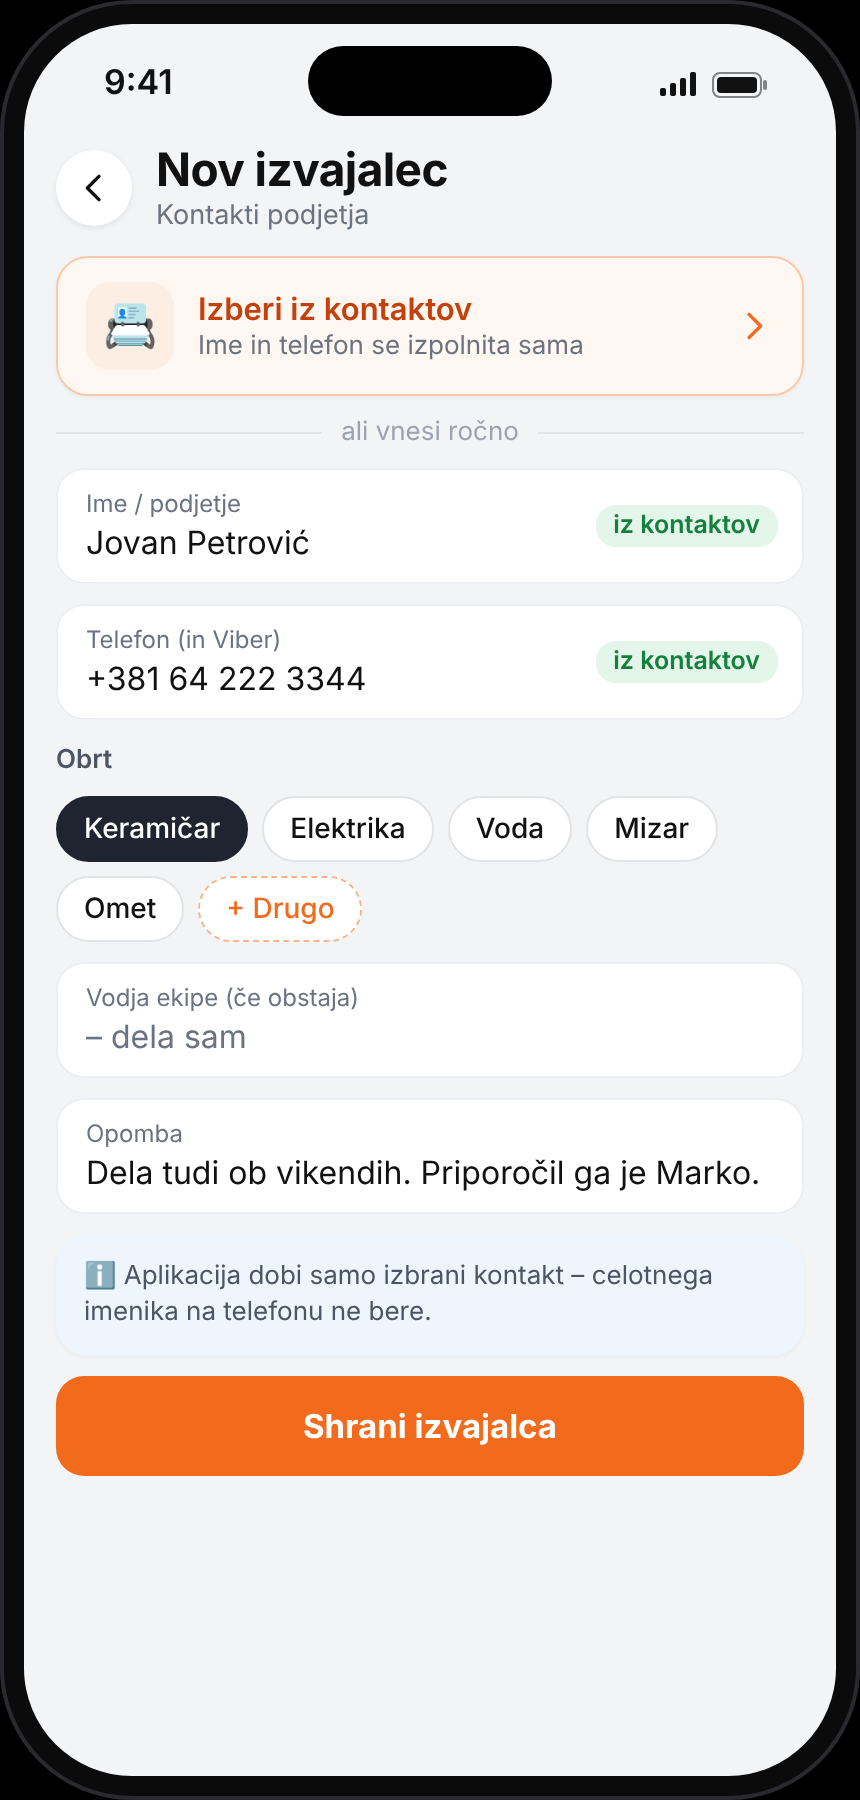 9:41
Nov izvajalec
Kontakti podjetja
Izberi iz kontaktov
Ime in telefon se izpolnita sama
ali vnesi ročno
Ime / podjetje
Jovan Petrović
iz kontaktov
Telefon (in Viber)
+381 64 222 3344
iz kontaktov
Obrt
Keramičar
Elektrika
Voda
Mizar
Omet
+ Drugo
Vodja ekipe (če obstaja)
– dela sam
Opomba
Dela tudi ob vikendih. Priporočil ga je Marko.
ℹ️ Aplikacija dobi samo izbrani kontakt – celotnega
imenika na telefonu ne bere.
Shrani izvajalca